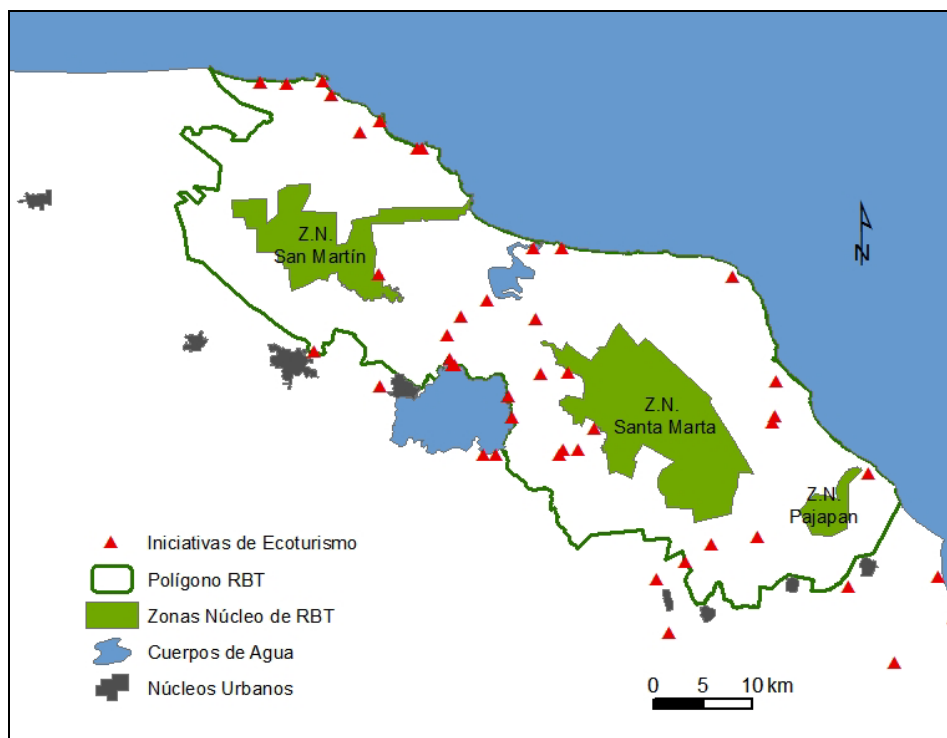 Z.N.
San Martín
N
Z.N.
Santa Marta
Z.N.
Pajapan
Iniciativas de Ecoturismo
Polígono RBT
Zonas Núcleo de RBT
Cuerpos de Agua
Núcleos Urbanos
0 5 10 km